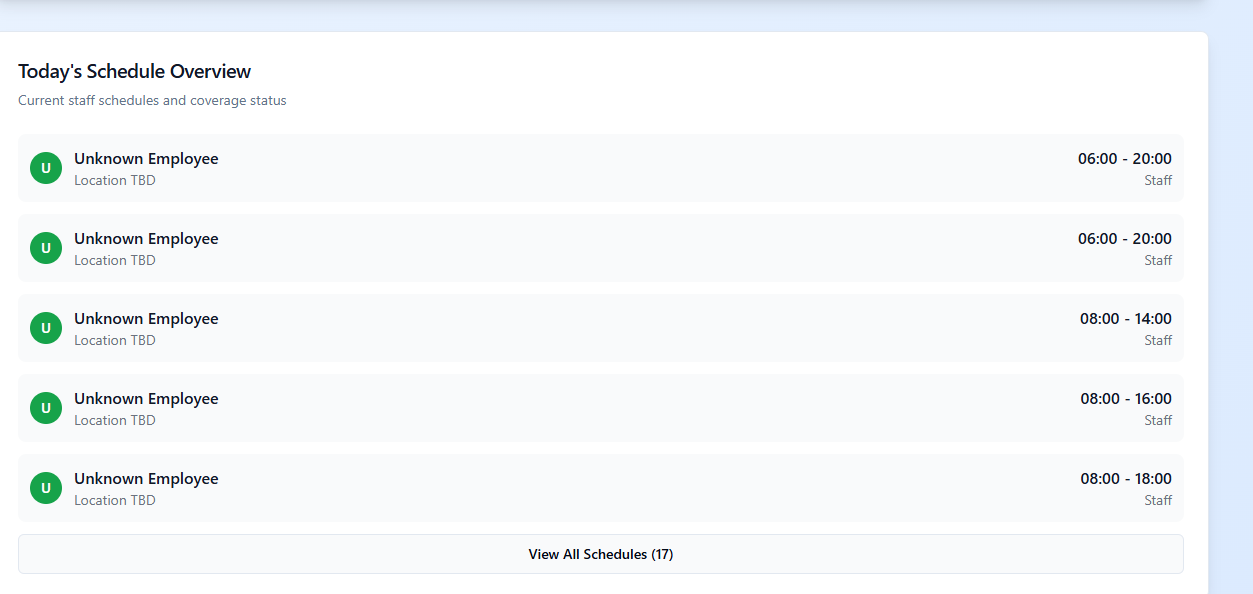 Today's Schedule Overview
Current staff schedules and coverage status
U
Unknown Employee
Location TBD
06:00 - 20:00
Staff
U
Unknown Employee
Location TBD
06:00 - 20:00
Staff
U
Unknown Employee
Location TBD
08:00 - 14:00
Staff
U
Unknown Employee
Location TBD
08:00 - 16:00
Staff
U
Unknown Employee
Location TBD
08:00 - 18:00
Staff
View All Schedules (17)